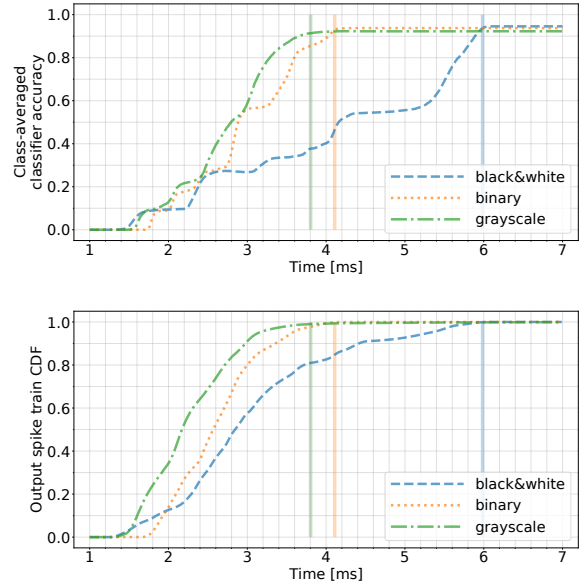 1.0
0.8
0.6
0.4
0.2
0.0
Class-averaged
classifier accuracy
black&white
binary
grayscale
1 2 3 4 5 6 7
Time [ms]
1.0
0.8
0.6
0.4
0.2
0.0
Output spike train CDF
black&white
binary
grayscale
1 2 3 4 5 6 7
Time [ms]